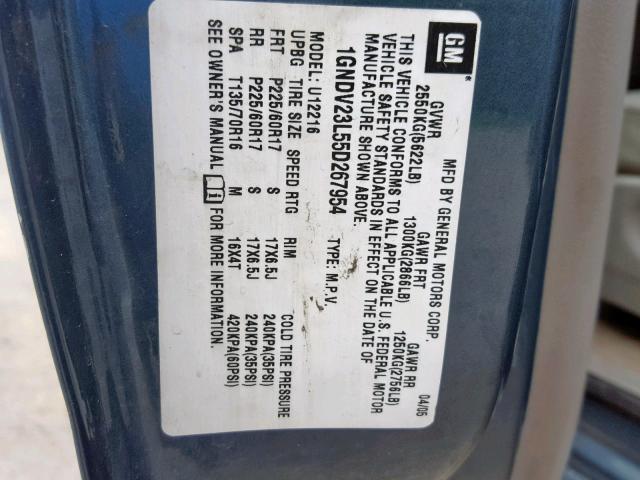 GM
MFD BY GENERAL MOTORS CORP. 04/05
GVWR GAWR FRT GAWR RR
2550KG(5622LB) 1300KG(2866LB) 1250KG(2756LB)
THIS VEHICLE CONFORMS TO ALL APPLICABLE U.S. FEDERAL MOTOR
VEHICLE SAFETY STANDARDS IN EFFECT ON THE DATE OF
MANUFACTURE SHOWN ABOVE.
1GNDV23L55D267954 TYPE: M.P.V.
MODEL: U12216
UPBG TIRE SIZE SPEED RTG RIM COLD TIRE PRESSURE
FRT P225/60R17 S 17X6.5J 240KPA(35PSI)
RR P225/60R17 S 17X6.5J 240KPA(35PSI)
SPA T135/70R16 M 16X4T 420KPA(60PSI)
SEE OWNER'S MANUAL FOR MORE INFORMATION.